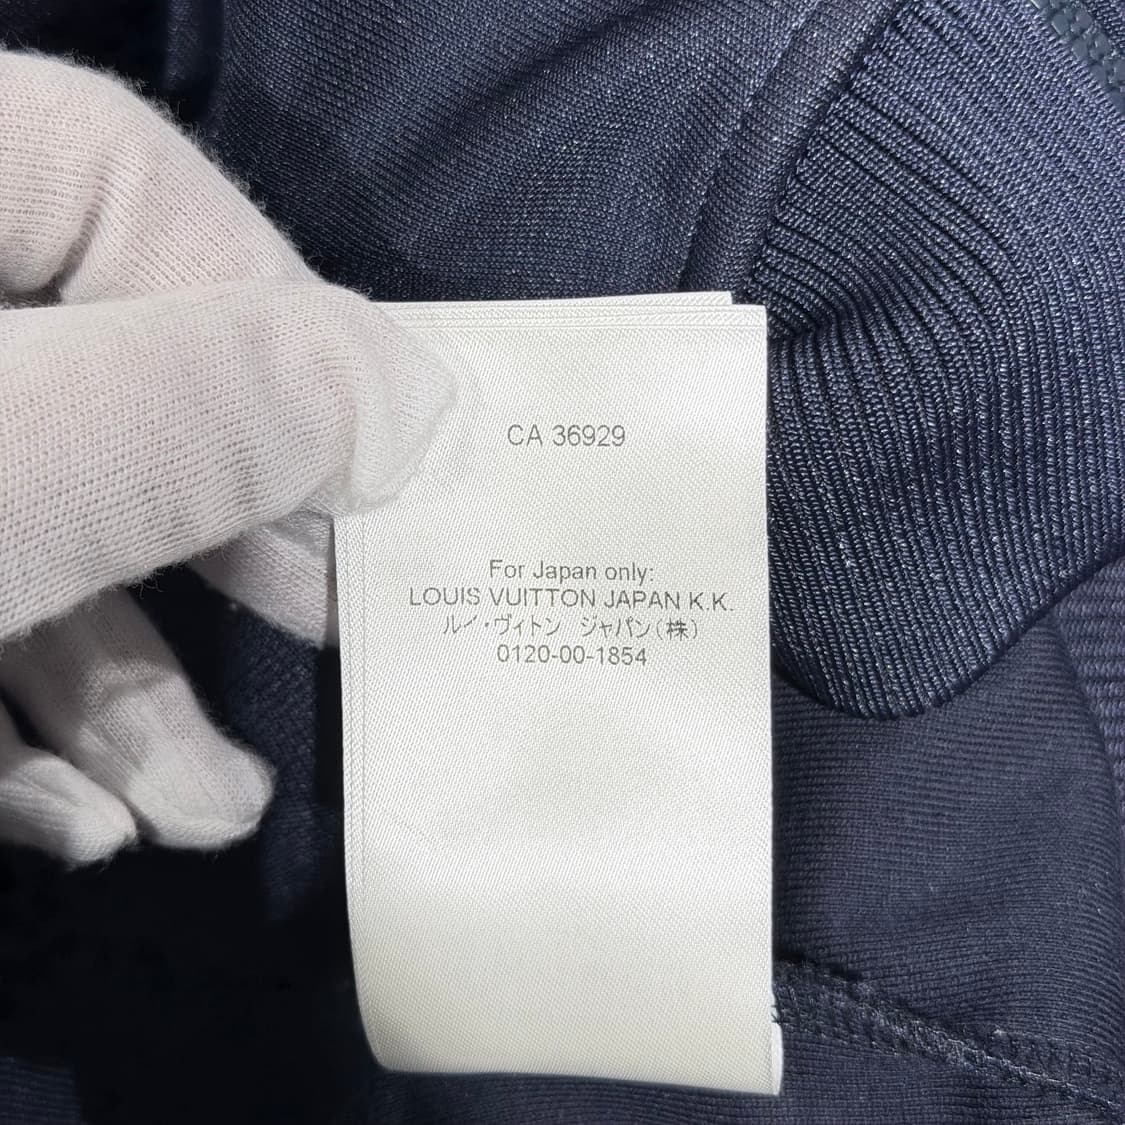 CA 36929
For Japan only:
LOUIS VUITTON JAPAN K.K.
ルイ・ヴィトン ジャパン(株)
0120-00-1854